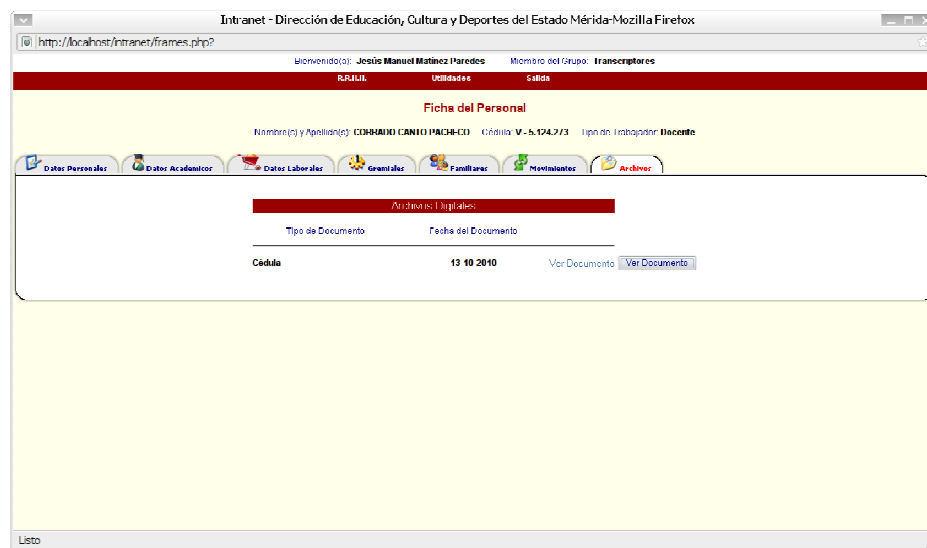 Intranet - Dirección de Educación, Cultura y Deportes del Estado Mérida-Mozilla Firefox
http://localhost/intranet/frames.php?
Bienvenido(a): Jesús Manuel Matinez Paredes Miembro del Grupo: Transcriptores
R.R.H.H. Utilidades Salida
Ficha del Personal
Nombre(s) y Apellido(s): CORRADO CANTO PACHECO Cédula: V - 5.124.273 Tipo de Trabajador: Docente
Datos Personales Datos Academicos Datos Laborales Gremiales Familiares Movimientos Archivos
Archivos Digitales
Tipo de Documento Fecha del Documento
Cédula 13 10 2010 Ver Documento Ver Documento
Listo